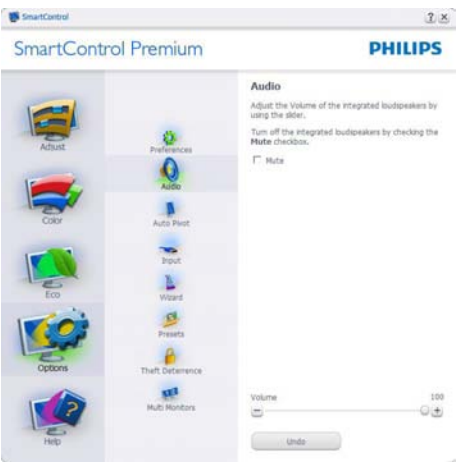 SmartControl
SmartControl Premium
PHILIPS
Adjust
Color
Eco
Options
Help
Preferences
Audio
Auto Pivot
Input
Wizard
Presets
Theft Deterrence
Multi Monitors
Audio
Adjust the Volume of the integrated loudspeakers by
using the slider.
Turn off the integrated loudspeakers by checking the
Mute checkbox.
Mute
Volume 100
Undo